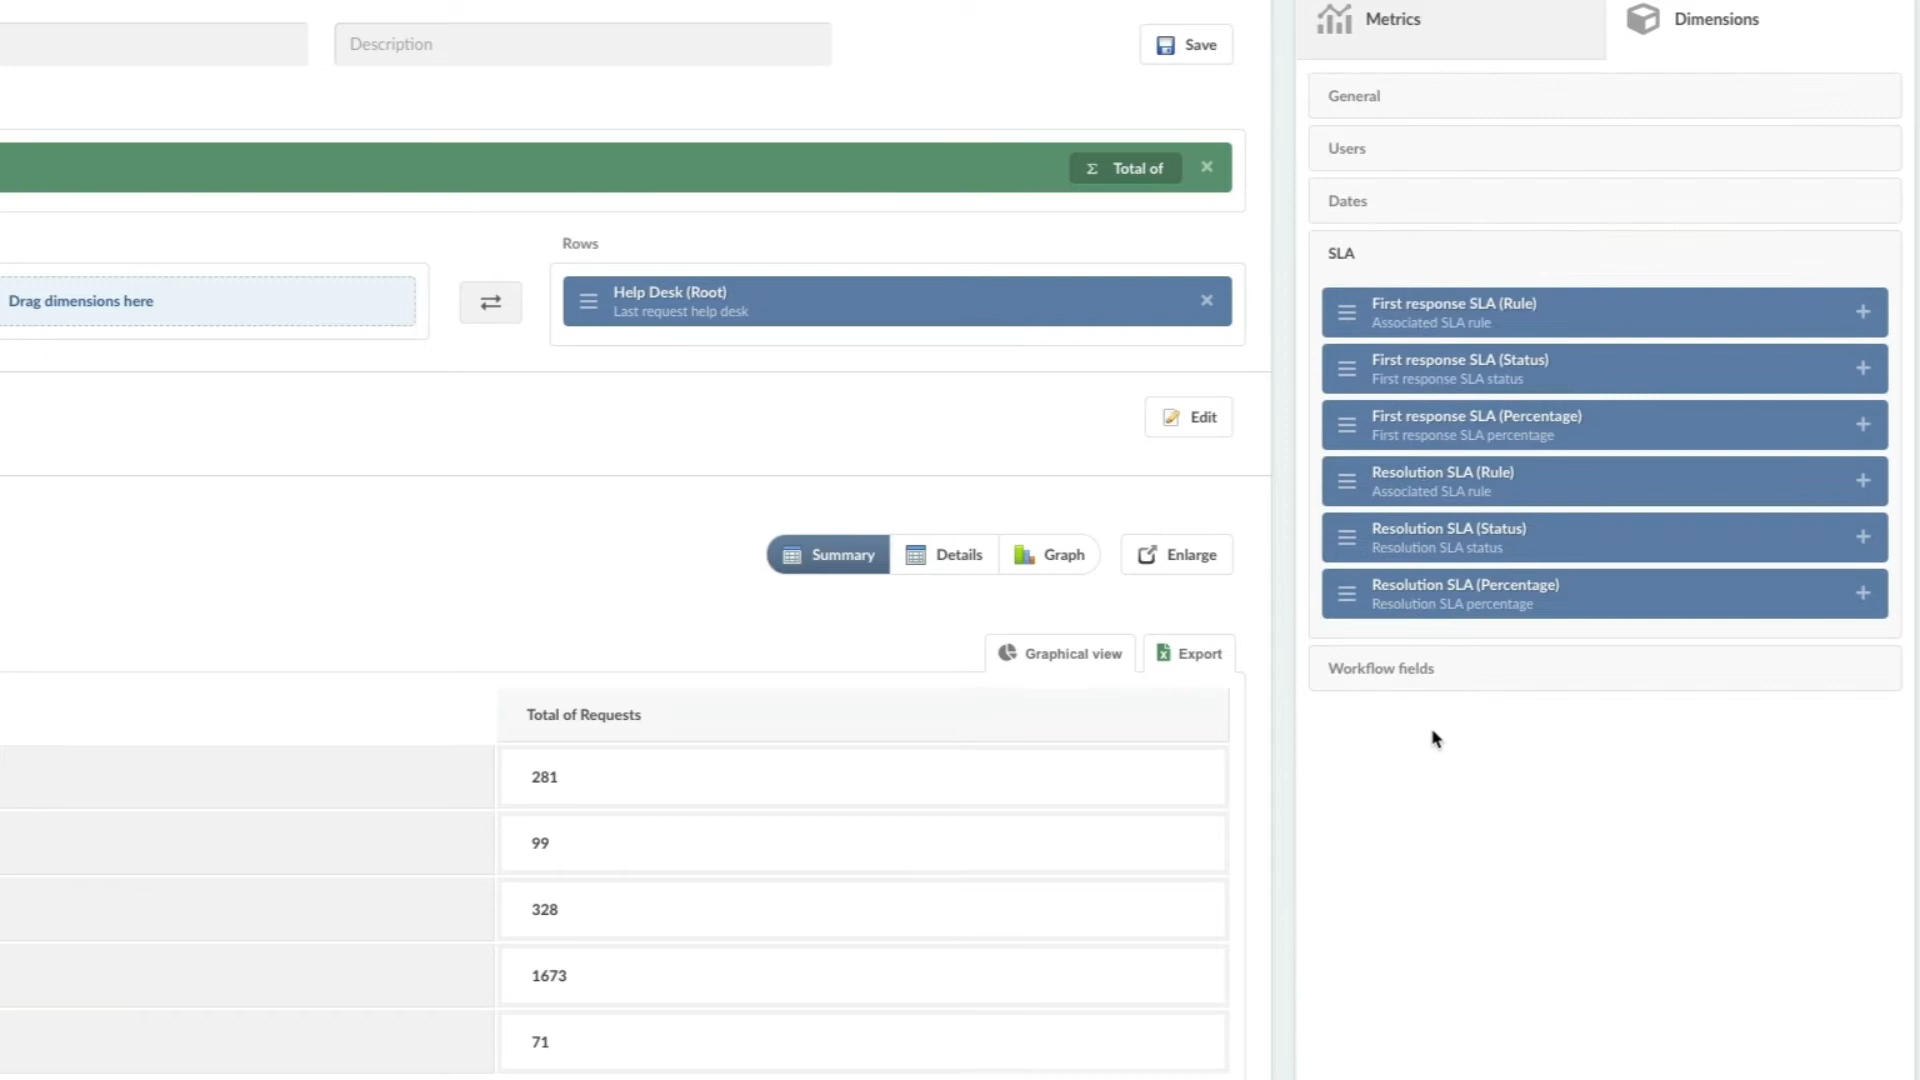 Description
Save
Σ Total of
Rows
Drag dimensions here
Help Desk (Root)
Last request help desk
Edit
Summary
Details
Graph
Enlarge
Graphical view
Export
Total of Requests
281
99
328
1673
71
Metrics
Dimensions
General
Users
Dates
SLA
First response SLA (Rule)
Associated SLA rule
First response SLA (Status)
First response SLA status
First response SLA (Percentage)
First response SLA percentage
Resolution SLA (Rule)
Associated SLA rule
Resolution SLA (Status)
Resolution SLA status
Resolution SLA (Percentage)
Resolution SLA percentage
Workflow fields